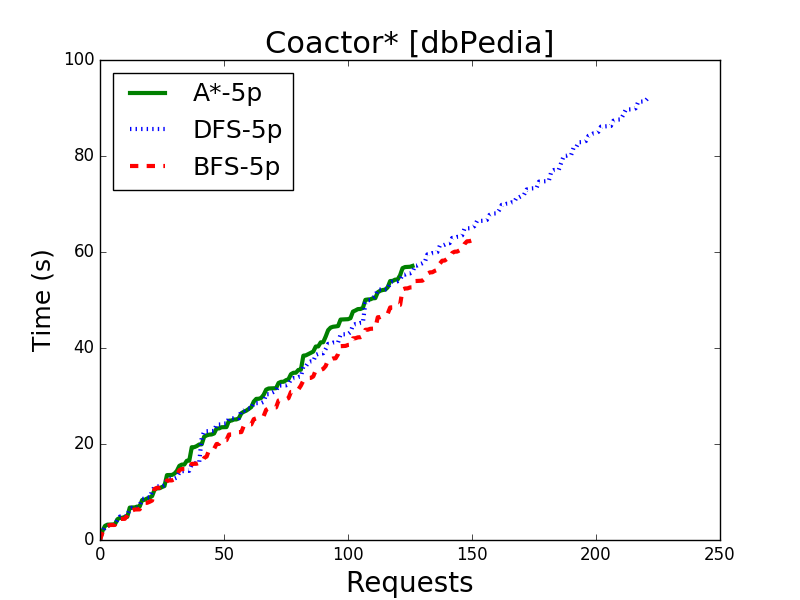 Coactor* [dbPedia]
A*-5p
DFS-5p
BFS-5p
100
80
60
40
20
0
Time (s)
0 50 100 150 200 250
Requests